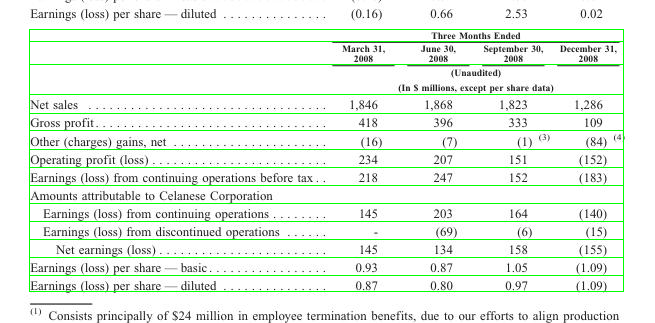 Earnings (loss) per share — diluted . . . . . . . . . . . . . . (0.16) 0.66 2.53 0.02
Three Months Ended
March 31, 2008 June 30, 2008 September 30, 2008 December 31, 2008
(Unaudited)
(In $ millions, except per share data)
Net sales . . . . . . . . . . . . . . . . . . . . . . . . . . . . . . . . 1,846 1,868 1,823 1,286
Gross profit . . . . . . . . . . . . . . . . . . . . . . . . . . . . . . . 418 396 333 109
Other (charges) gains, net . . . . . . . . . . . . . . . . . . . . . (16) (7) (1) (3) (84) (4)
Operating profit (loss) . . . . . . . . . . . . . . . . . . . . . . . . 234 207 151 (152)
Earnings (loss) from continuing operations before tax . . 218 247 152 (183)
Amounts attributable to Celanese Corporation
Earnings (loss) from continuing operations . . . . . . . . 145 203 164 (140)
Earnings (loss) from discontinued operations . . . . . . - (69) (6) (15)
Net earnings (loss) . . . . . . . . . . . . . . . . . . . . . . . . 145 134 158 (155)
Earnings (loss) per share — basic . . . . . . . . . . . . . . . . 0.93 0.87 1.05 (1.09)
Earnings (loss) per share — diluted . . . . . . . . . . . . . . 0.87 0.80 0.97 (1.09)
(1) Consists principally of $24 million in employee termination benefits, due to our efforts to align production